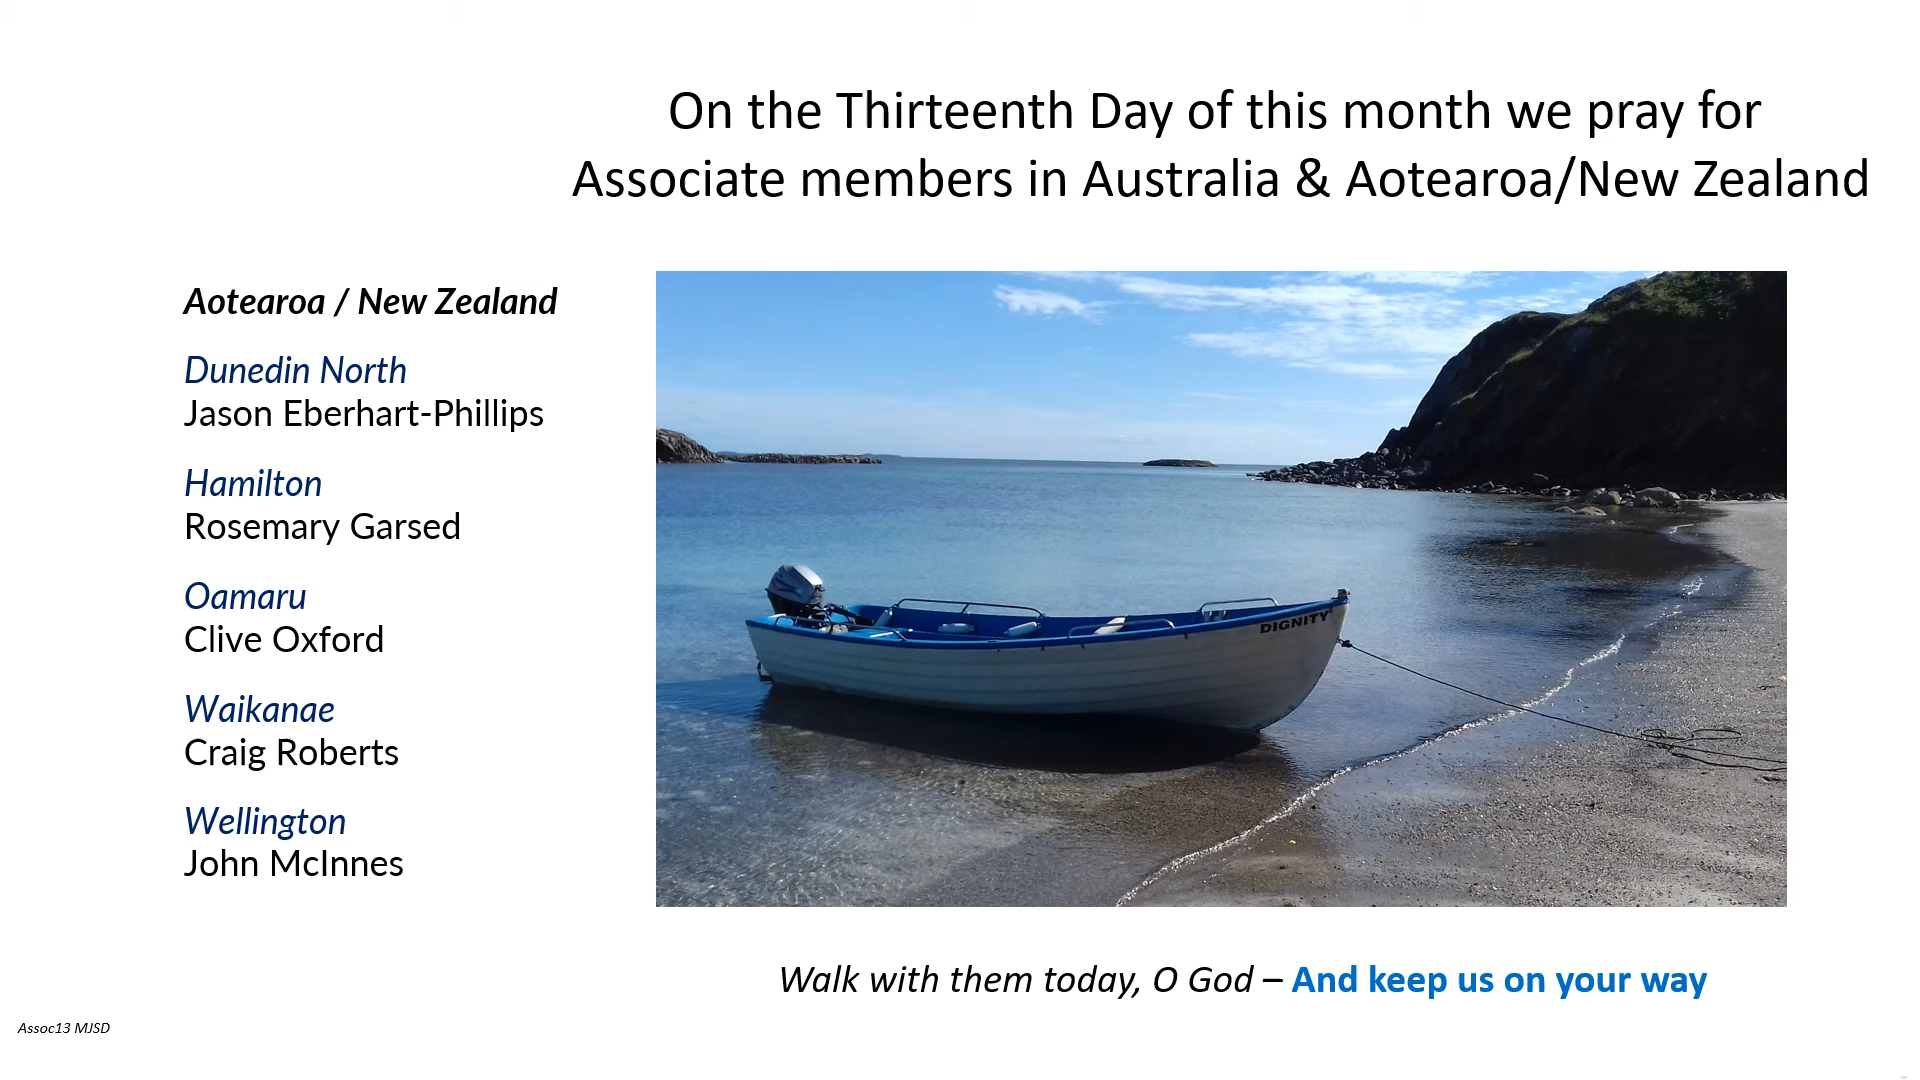 On the Thirteenth Day of this month we pray for
Associate members in Australia & Aotearoa/New Zealand
Aotearoa / New Zealand
Dunedin North
Jason Eberhart-Phillips
Hamilton
Rosemary Garsed
Oamaru
Clive Oxford
Waikanae
Craig Roberts
Wellington
John McInnes
DIGNITY
Walk with them today, O God – And keep us on your way
Assoc13 MJSD